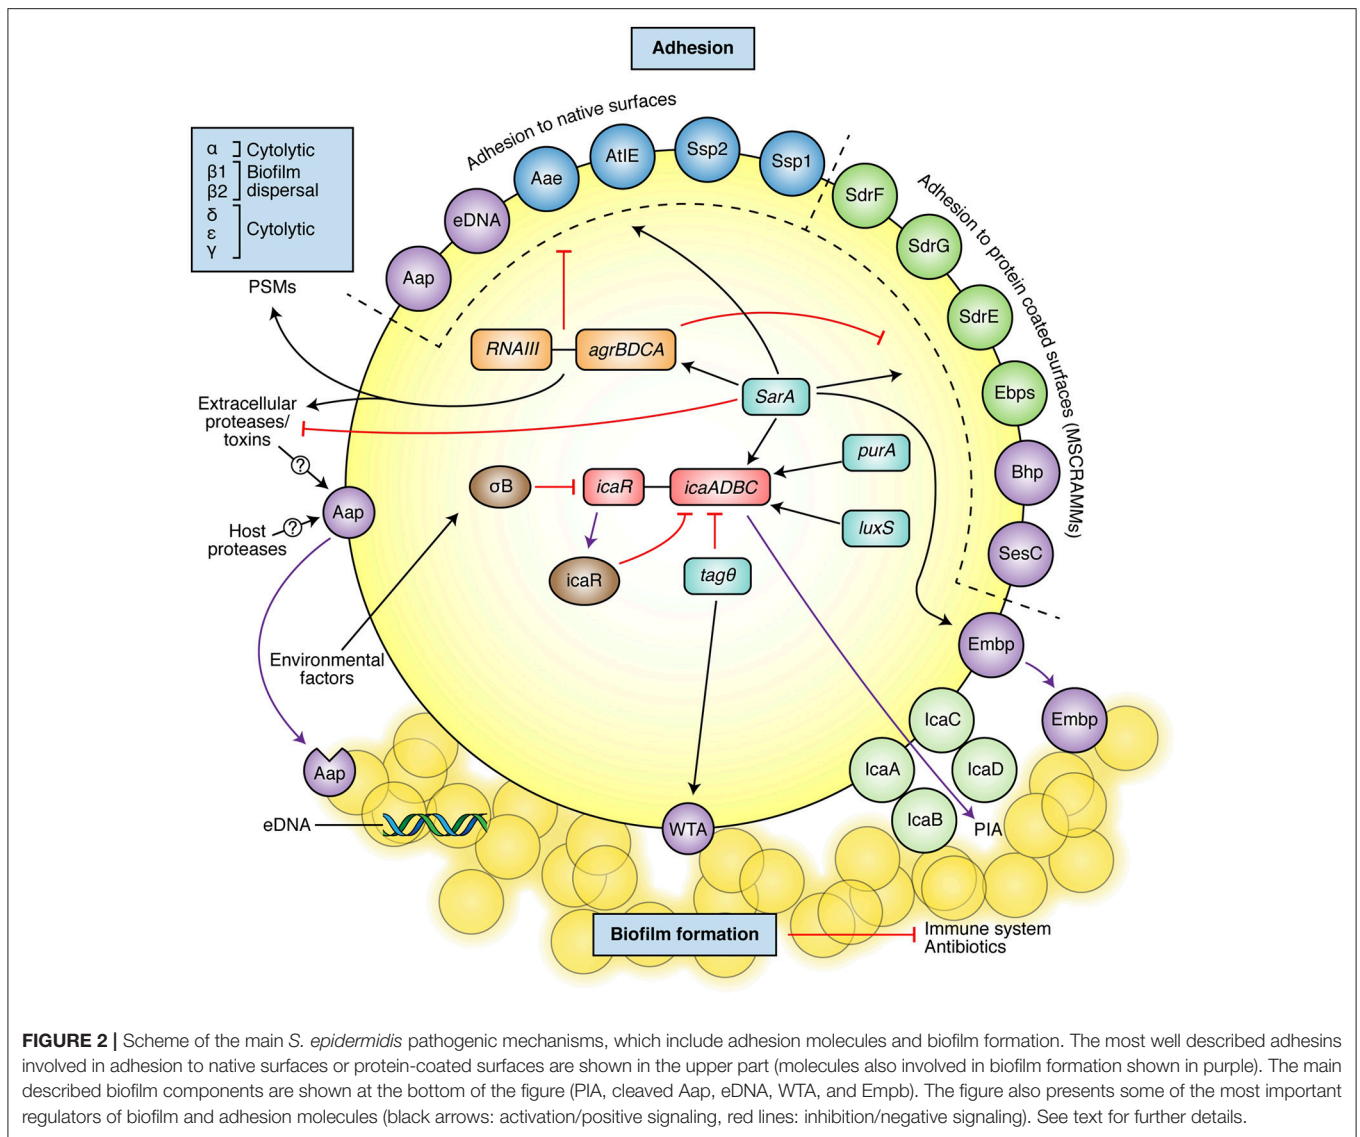 Adhesion
Adhesion to native surfaces
Adhesion to protein coated surfaces (MSCRAMMs)
α
Cytolytic
β1
Biofilm
β2
dispersal
δ
ε
Cytolytic
γ
PSMs
Aap
eDNA
Aae
AtlE
Ssp2
Ssp1
SdrF
SdrG
SdrE
Ebps
Bhp
SesC
RNAIII
agrBDCA
SarA
Extracellular
proteases/
toxins
?
Host
proteases
?
Aap
σB
icaR
icaADBC
purA
luxS
icaR
tagθ
Environmental
factors
Embp
Embp
IcaC
IcaA
IcaD
IcaB
PIA
Aap
eDNA
WTA
Biofilm formation
Immune system
Antibiotics
FIGURE 2 | Scheme of the main S. epidermidis pathogenic mechanisms, which include adhesion molecules and biofilm formation. The most well described adhesins
involved in adhesion to native surfaces or protein-coated surfaces are shown in the upper part (molecules also involved in biofilm formation shown in purple). The main
described biofilm components are shown at the bottom of the figure (PIA, cleaved Aap, eDNA, WTA, and Empb). The figure also presents some of the most important
regulators of biofilm and adhesion molecules (black arrows: activation/positive signaling, red lines: inhibition/negative signaling). See text for further details.